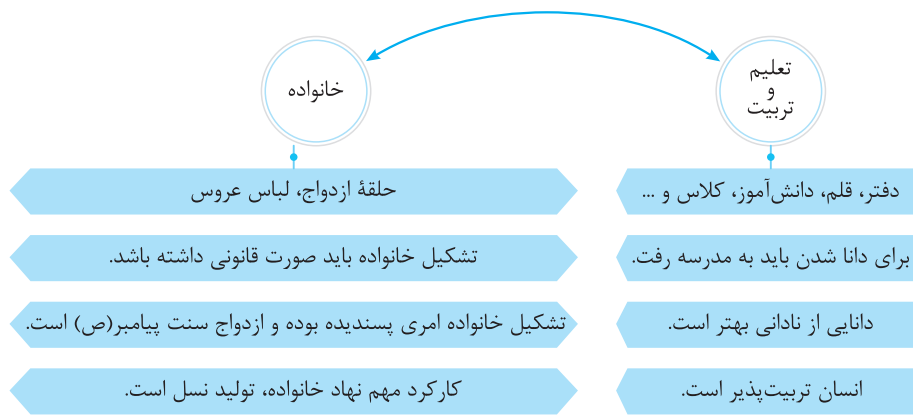 تعلیم
و
تربیت
خانواده
دفتر، قلم، دانش‌آموز، کلاس و ...
حلقهٔ ازدواج، لباس عروس
برای دانا شدن باید به مدرسه رفت.
تشکیل خانواده باید صورت قانونی داشته باشد.
دانایی از نادانی بهتر است.
تشکیل خانواده امری پسندیده بوده و ازدواج سنت پیامبر(ص) است.
انسان تربیت‌پذیر است.
کارکرد مهم نهاد خانواده، تولید نسل است.